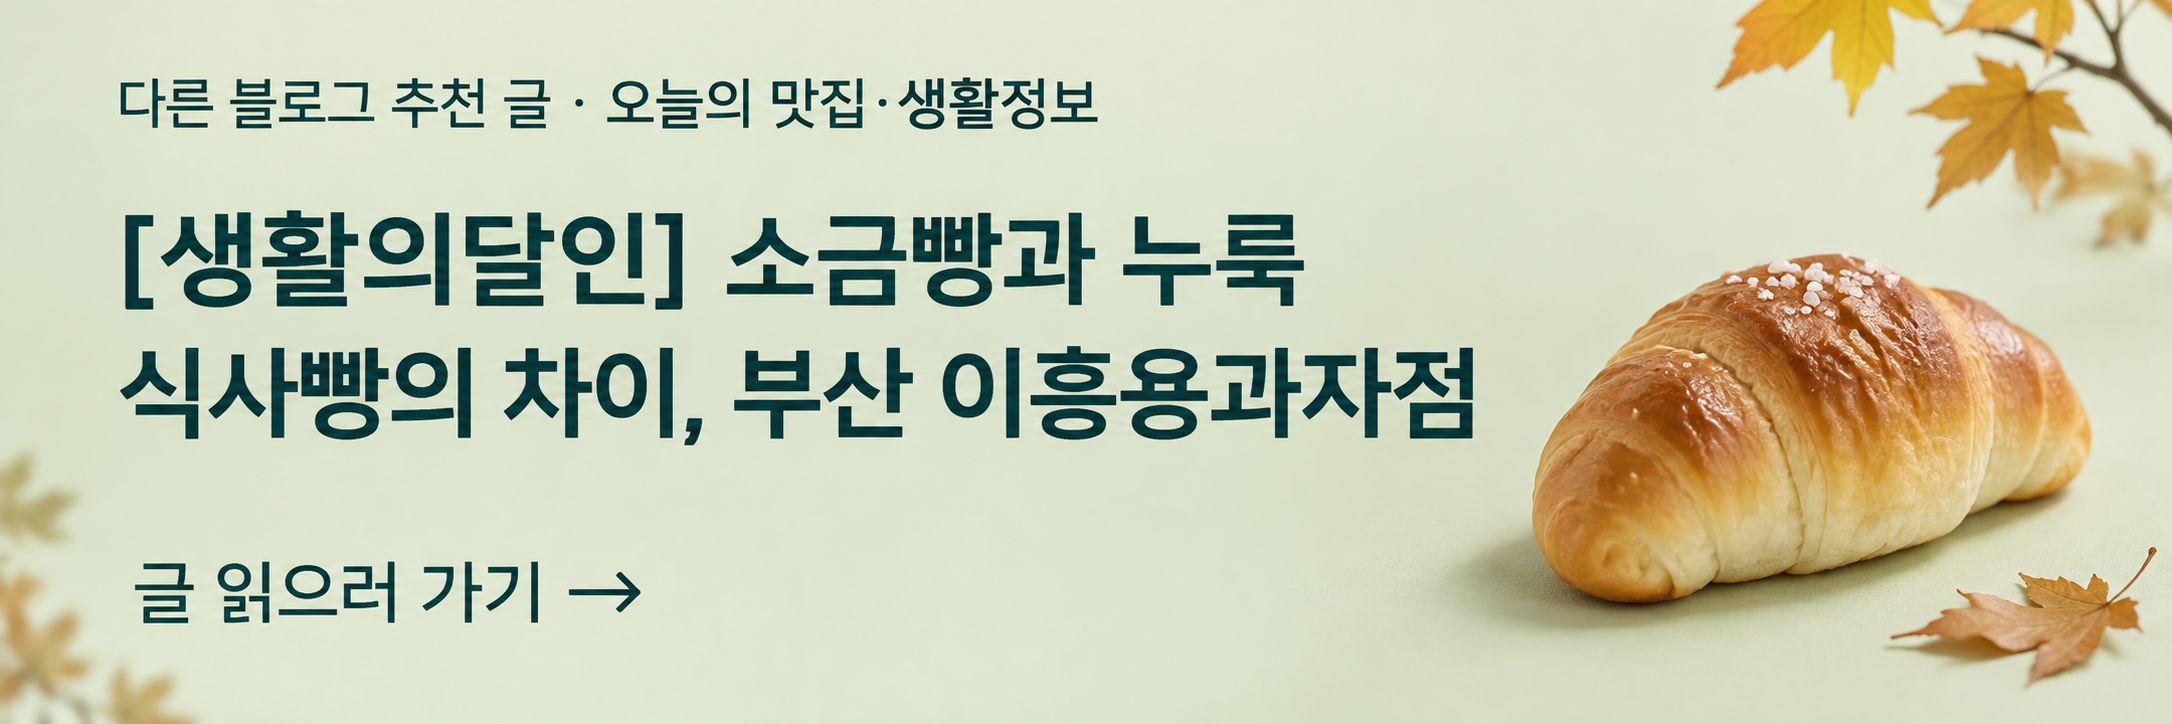 다른 블로그 추천 글 · 오늘의 맛집·생활정보
[생활의달인] 소금빵과 누룩
식사빵의 차이, 부산 이흥용과자점
글 읽으러 가기 →